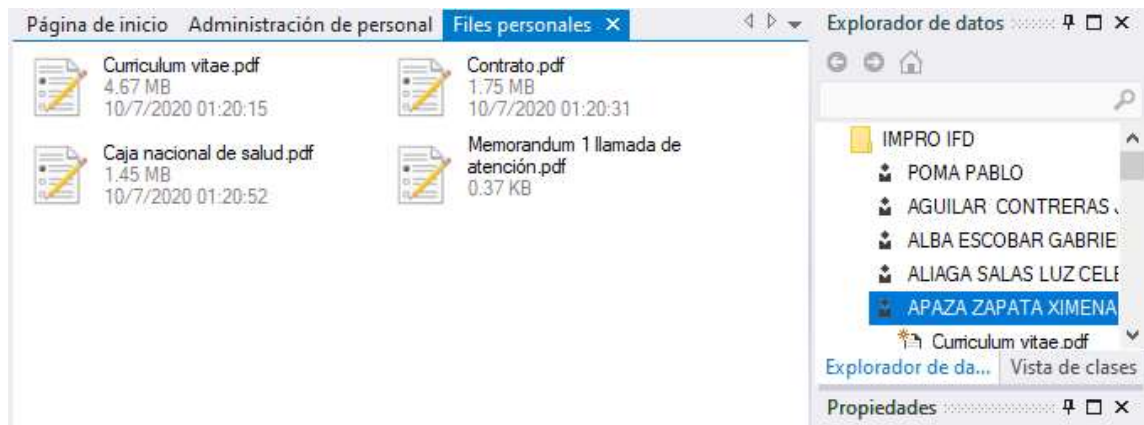 Página de inicio Administración de personal Files personales
Curriculum vitae.pdf
4.67 MB
10/7/2020 01:20:15
Contrato.pdf
1.75 MB
10/7/2020 01:20:31
Caja nacional de salud.pdf
1.45 MB
10/7/2020 01:20:52
Memorandum 1 llamada de
atención.pdf
0.37 KB
Explorador de datos
IMPRO IFD
POMA PABLO
AGUILAR CONTRERAS
ALBA ESCOBAR GABRIE
ALIAGA SALAS LUZ CELE
APAZA ZAPATA XIMENA
Curriculum vitae.pdf
Explorador de da... Vista de clases
Propiedades